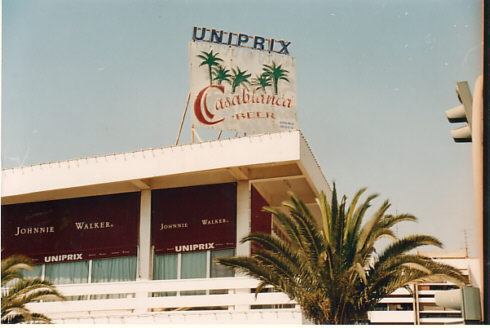 UNIPRIX
Casablanca
BEER
JOHNNIE WALKER
UNIPRIX
JOHNNIE WALKER
UNIPRIX